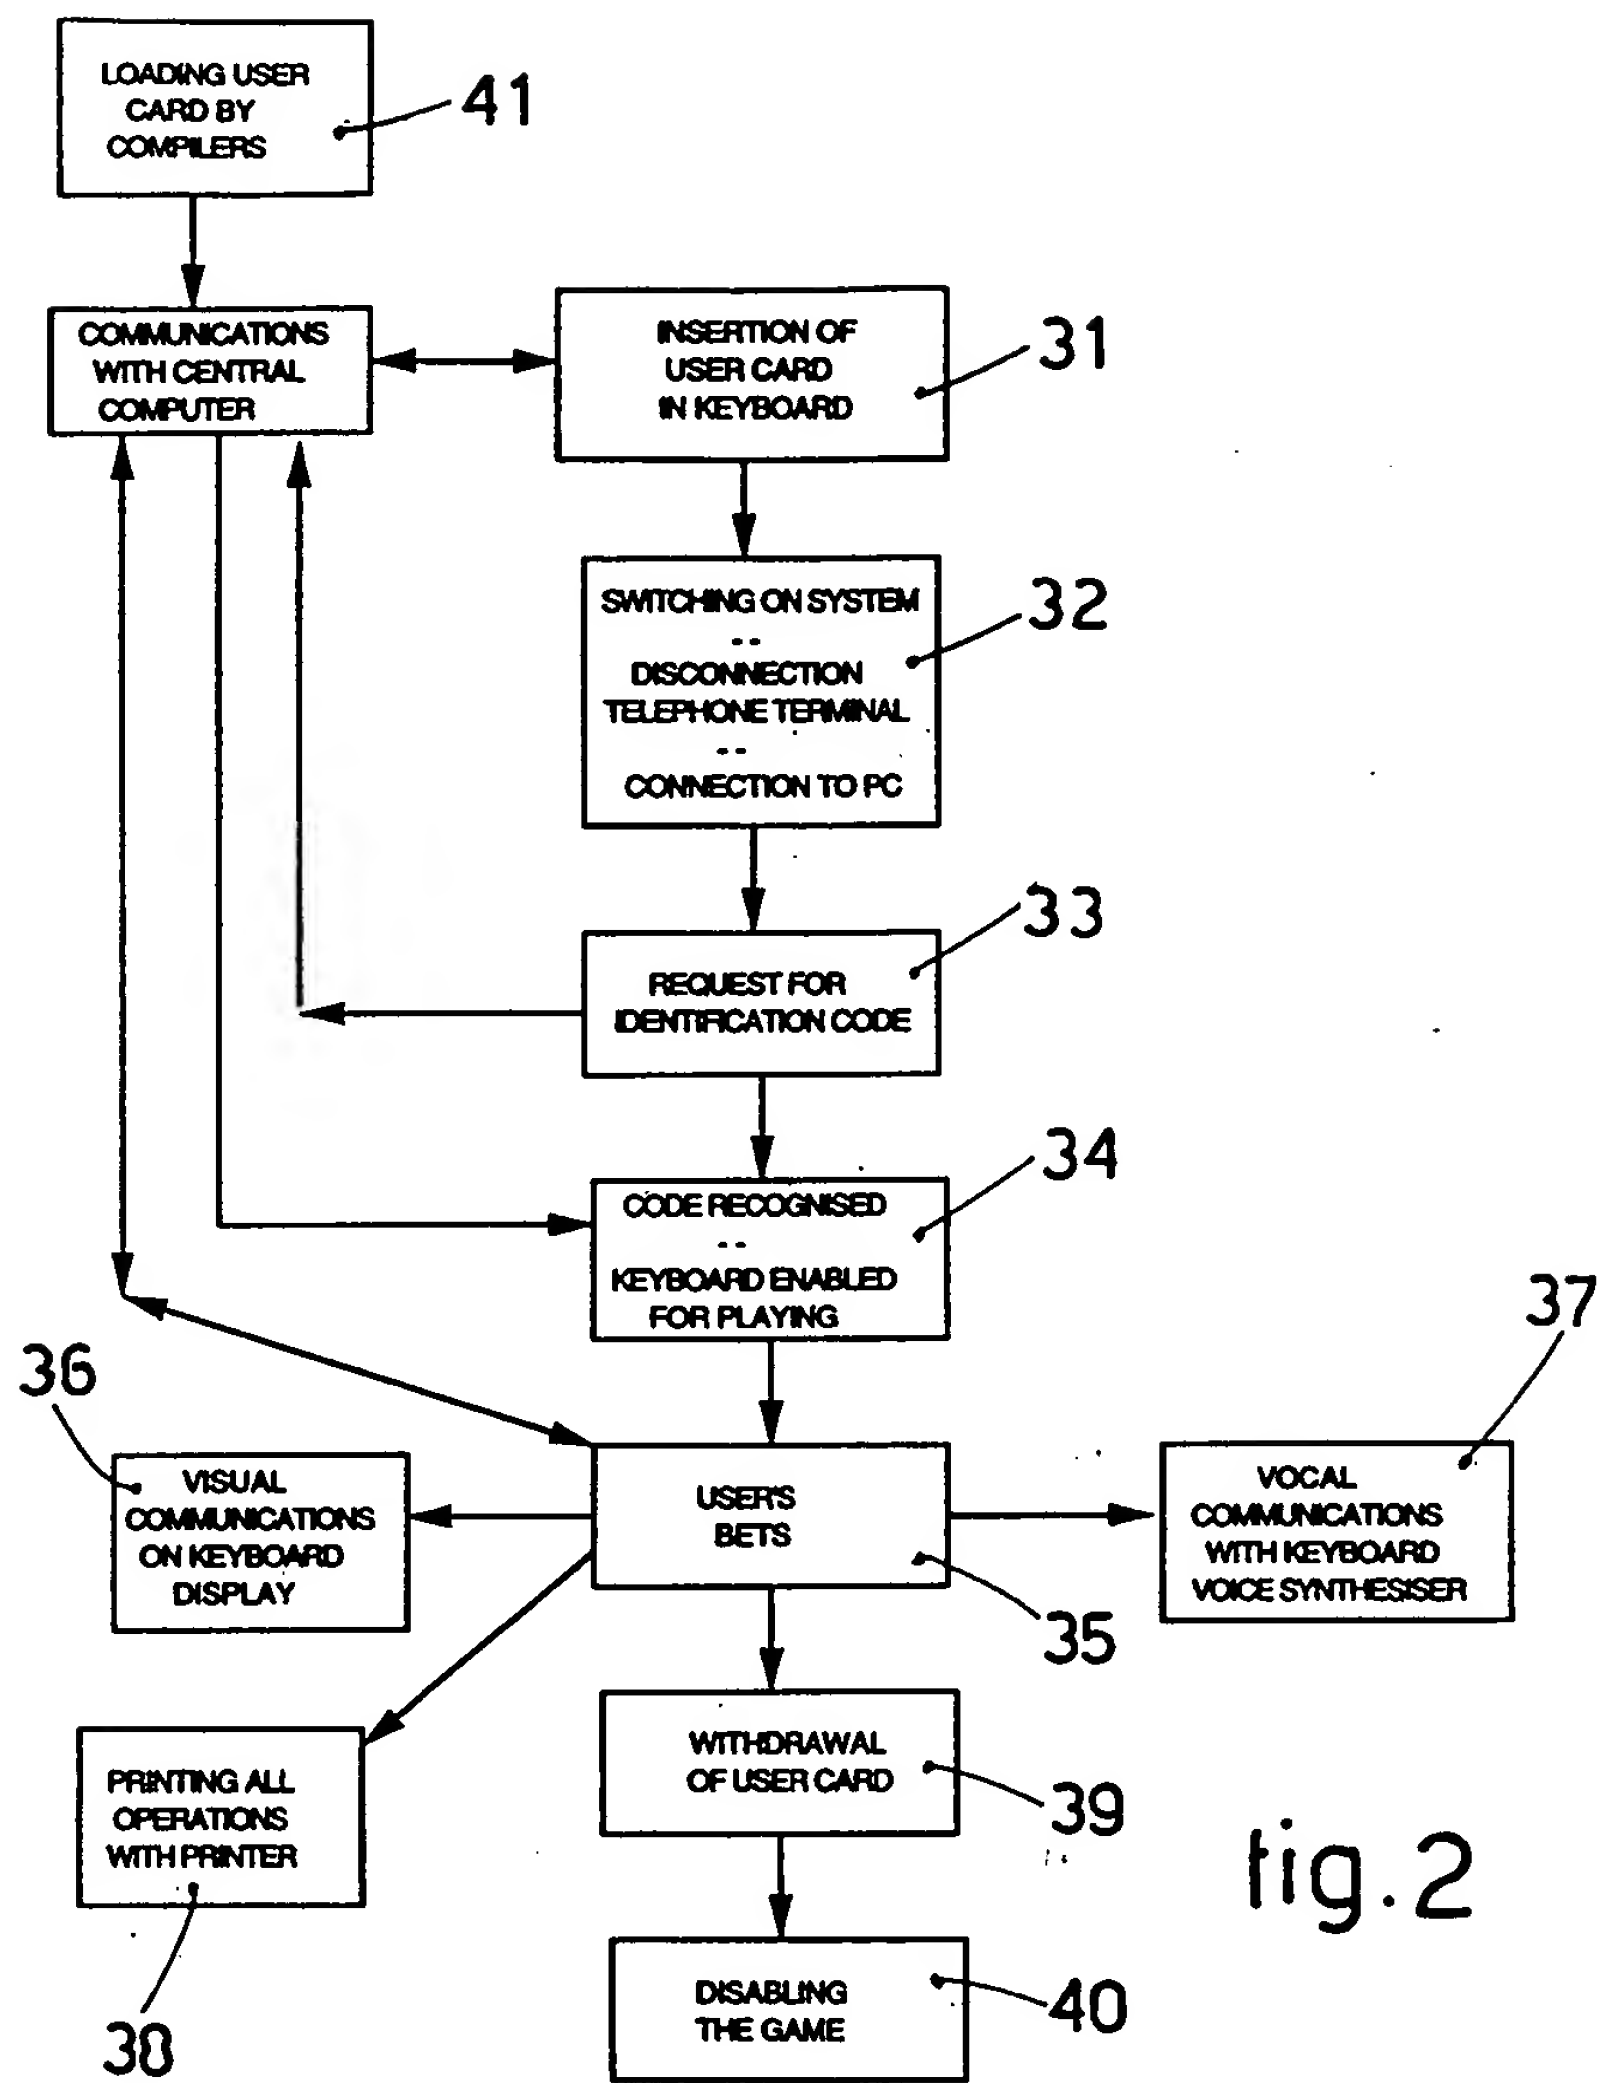 LOADING USER
CARD BY
COMPILERS
41
COMMUNICATIONS
WITH CENTRAL
COMPUTER
INSERTION OF
USER CARD
IN KEYBOARD
31
SWITCHING ON SYSTEM
--
DISCONNECTION
TELEPHONE TERMINAL
--
CONNECTION TO PC
32
REQUEST FOR
IDENTIFICATION CODE
33
CODE RECOGNISED
--
KEYBOARD ENABLED
FOR PLAYING
34
36
VISUAL
COMMUNICATIONS
ON KEYBOARD
DISPLAY
USER'S
BETS
35
37
VOCAL
COMMUNICATIONS
WITH KEYBOARD
VOICE SYNTHESISER
PRINTING ALL
OPERATIONS
WITH PRINTER
38
WITHDRAWAL
OF USER CARD
39
DISABLING
THE GAME
40
fig.2